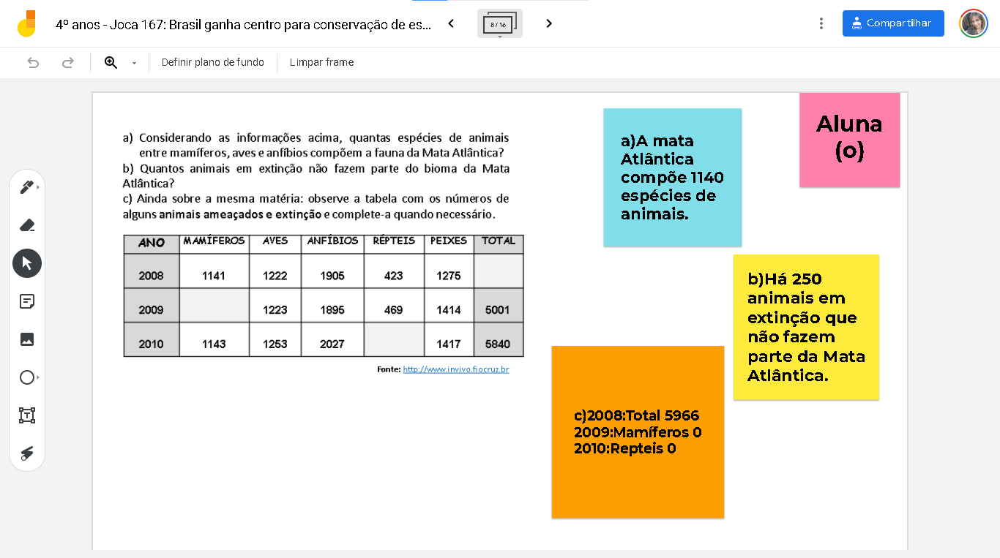 4º anos - Joca 167: Brasil ganha centro para conservação de es...
8 / 16
Compartilhar
Definir plano de fundo
Limpar frame
a) Considerando as informações acima, quantas espécies de animais
entre mamíferos, aves e anfíbios compõem a fauna da Mata Atlântica?
b) Quantos animais em extinção não fazem parte do bioma da Mata
Atlântica?
c) Ainda sobre a mesma matéria: observe a tabela com os números de
alguns animais ameaçados e extinção e complete-a quando necessário.
ANO MAMÍFEROS AVES ANFÍBIOS RÉPTEIS PEIXES TOTAL
2008 1141 1222 1905 423 1275
2009 1223 1895 469 1414 5001
2010 1143 1253 2027 1417 5840
Fonte: http://www.invivo.fiocruz.br
a)A mata
Atlântica
compõe 1140
espécies de
animais.
Aluna
(o)
b)Há 250
animais em
extinção que
não fazem
parte da Mata
Atlântica.
c)2008:Total 5966
2009:Mamíferos 0
2010:Repteis 0
T